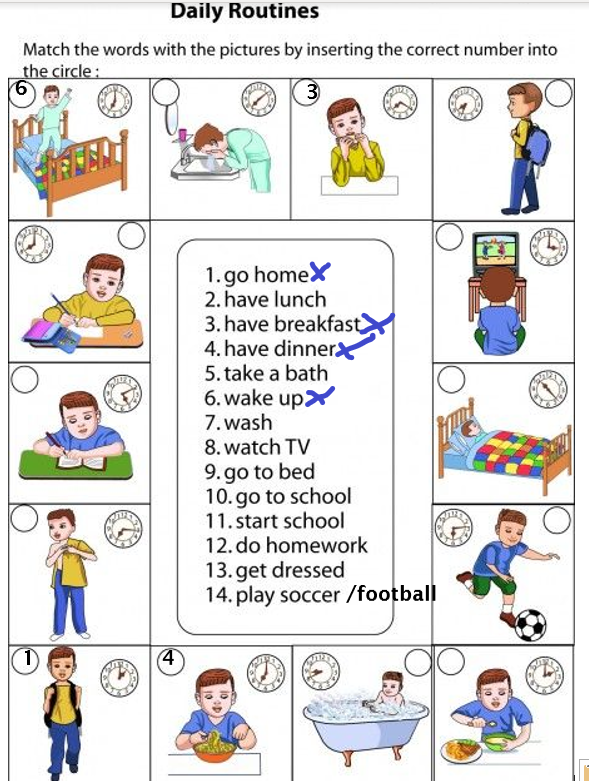 Daily Routines
Match the words with the pictures by inserting the correct number into
the circle :
6
3
1. go home
2. have lunch
3. have breakfast
4. have dinner
5. take a bath
6. wake up
7. wash
8. watch TV
9. go to bed
10. go to school
11. start school
12. do homework
13. get dressed
14. play soccer /football
1
4